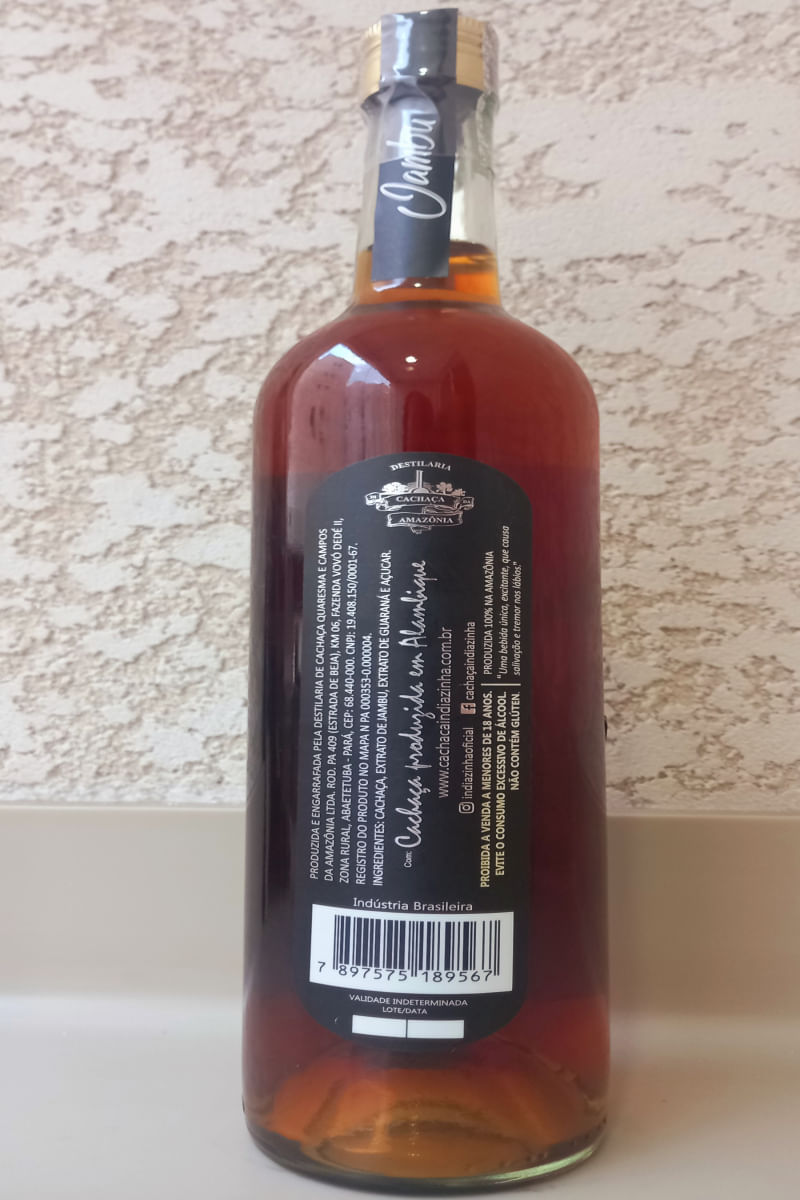 Jambu
DESTILARIA
CACHAÇA
AMAZÔNIA
PRODUZIDA E ENGARRAFADA PELA DESTILARIA DE CACHAÇA QUARESMA E CAMPOS
DA AMAZÔNIA LTDA. ROD. PA 409 (ESTRADA DE BEJA), KM 06, FAZENDA VOVÔ DEDÉ II,
ZONA RURAL, ABAETETUBA - PARÁ, CEP: 68.440-000. CNPJ: 19.408.150/0001-67.
REGISTRO DO PRODUTO NO MAPA N PA 000353-0.000004.
INGREDIENTES: CACHAÇA, EXTRATO DE JAMBU, EXTRATO DE GUARANÁ E AÇUCAR.
Com: Cachaça produzida em Alambique
www.cachacaindiazinha.com.br
indiazinhaoficial cachaçaindiazinha
PROIBIDA A VENDA A MENORES DE 18 ANOS.
EVITE O CONSUMO EXCESSIVO DE ÁLCOOL.
NÃO CONTÉM GLÚTEN.
PRODUZIDA 100% NA AMAZÔNIA
"Uma bebida única, excitante, que causa
salivação e tremor nos lábios."
Indústria Brasileira
7 897575 189567
VALIDADE INDETERMINADA
LOTE/DATA